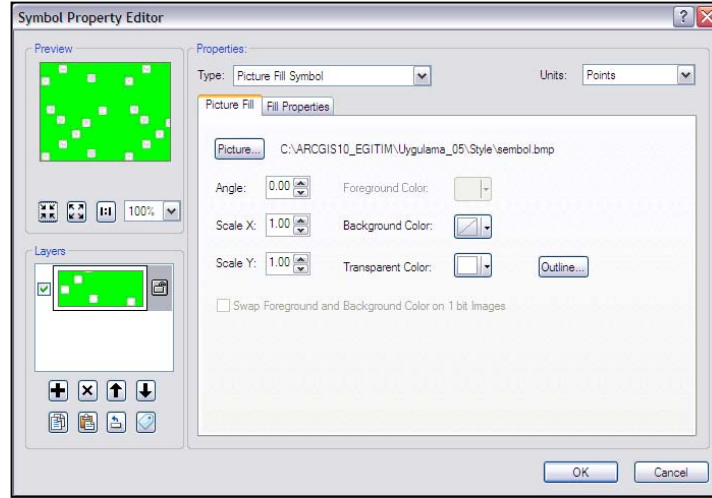 Symbol Property Editor
Preview
100%
Layers
Properties:
Type: Picture Fill Symbol Units: Points
Picture Fill Fill Properties
Picture... C:\ARCGIS10_EGITIM\Uygulama_05\Style\sembol.bmp
Angle: 0.00 Foreground Color:
Scale X: 1.00 Background Color:
Scale Y: 1.00 Transparent Color: Outline...
Swap Foreground and Background Color on 1 bit Images
OK Cancel